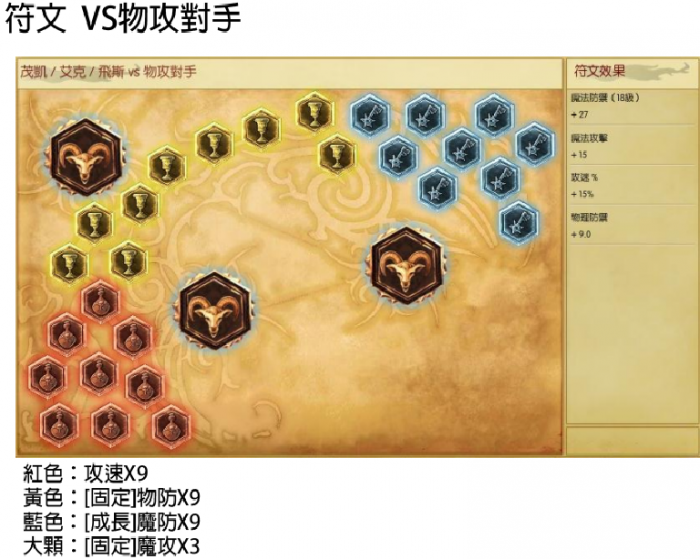 符文 VS物攻對手
茂凱 / 艾克 / 飛斯 vs 物攻對手
符文效果
魔法防禦 (18級)
+ 27
魔法攻擊
+ 15
攻速 %
+ 15%
物理防禦
+ 9.0
紅色：攻速X9
黃色：[固定]物防X9
藍色：[成長]魔防X9
大顆：[固定]魔攻X3